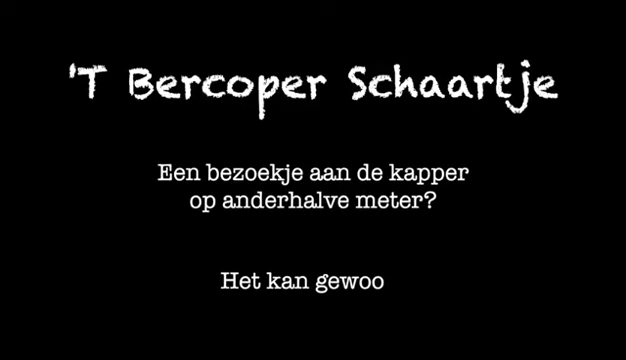 'T Bercoper Schaartje
Een bezoekje aan de kapper
op anderhalve meter?
Het kan gewoo